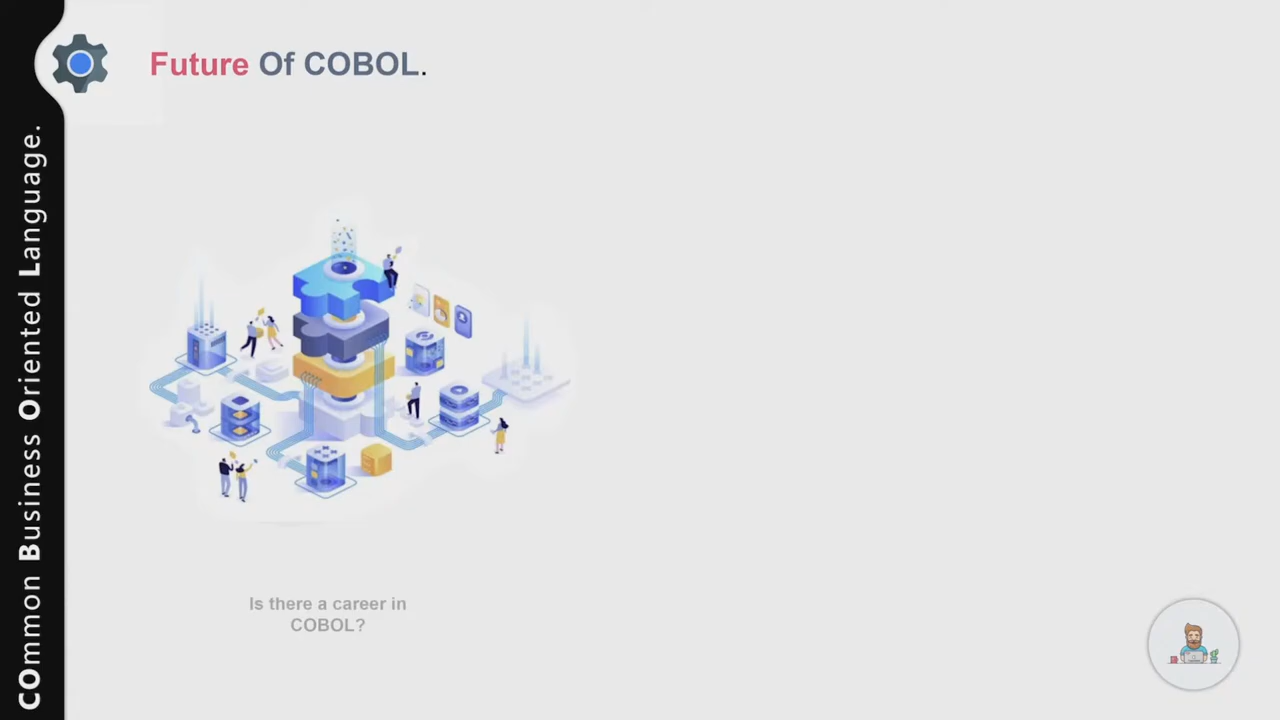 Future Of COBOL.
COmmon Business Oriented Language.
Is there a career in
COBOL?